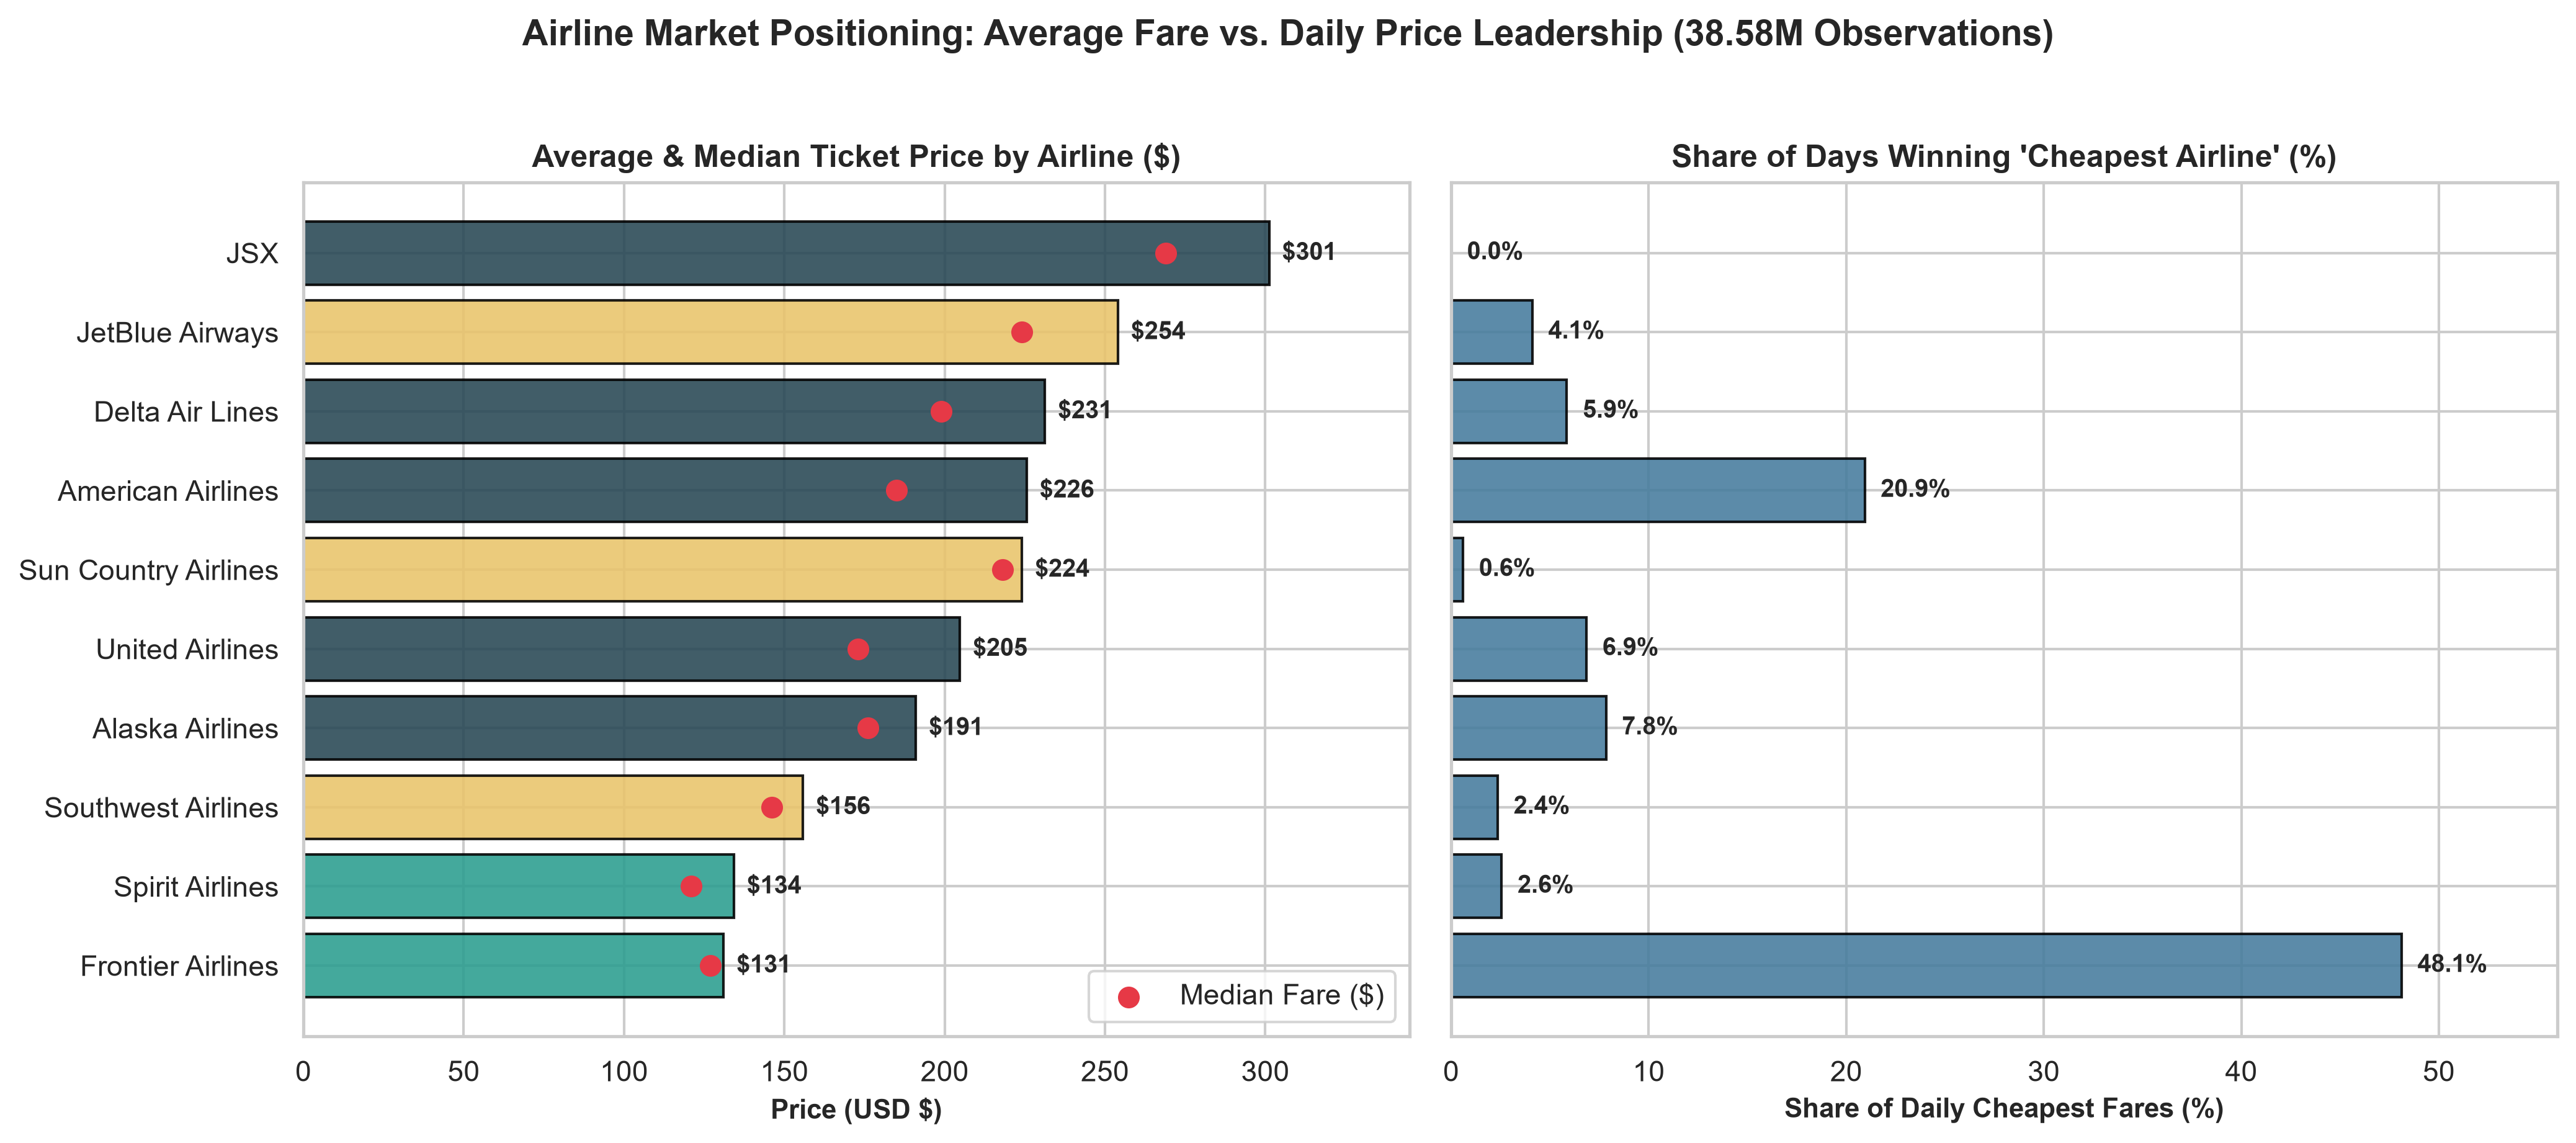 Airline Market Positioning: Average Fare vs. Daily Price Leadership (38.58M Observations)
Average & Median Ticket Price by Airline ($)
JSX
$301
JetBlue Airways
$254
Delta Air Lines
$231
American Airlines
$226
Sun Country Airlines
$224
United Airlines
$205
Alaska Airlines
$191
Southwest Airlines
$156
Spirit Airlines
$134
Frontier Airlines
$131
Median Fare ($)
0 50 100 150 200 250 300
Price (USD $)
Share of Days Winning 'Cheapest Airline' (%)
0.0%
4.1%
5.9%
20.9%
0.6%
6.9%
7.8%
2.4%
2.6%
48.1%
0 10 20 30 40 50
Share of Daily Cheapest Fares (%)